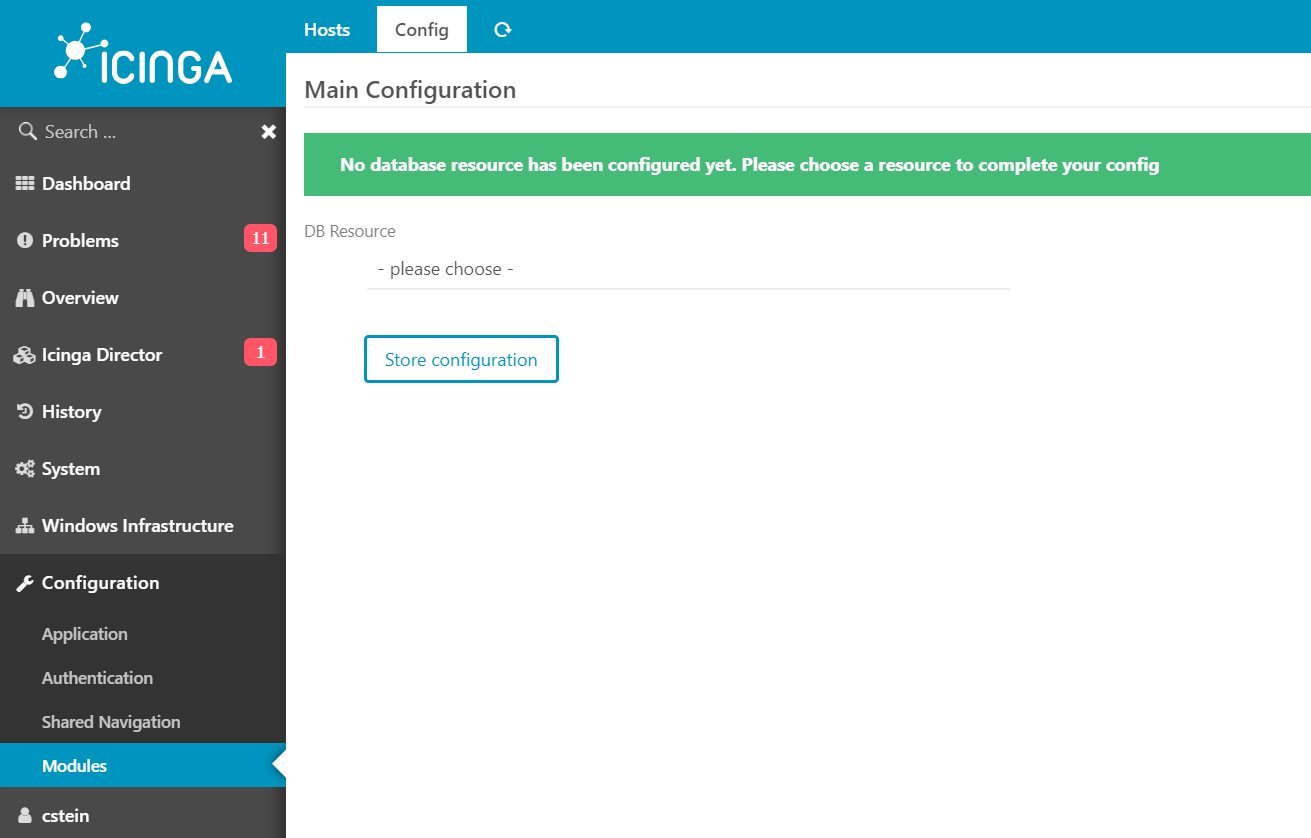 ICINGA
Hosts
Config
Search ...
Dashboard
Problems
11
Overview
Icinga Director
1
History
System
Windows Infrastructure
Configuration
Application
Authentication
Shared Navigation
Modules
cstein
Main Configuration
No database resource has been configured yet. Please choose a resource to complete your config
DB Resource
- please choose -
Store configuration